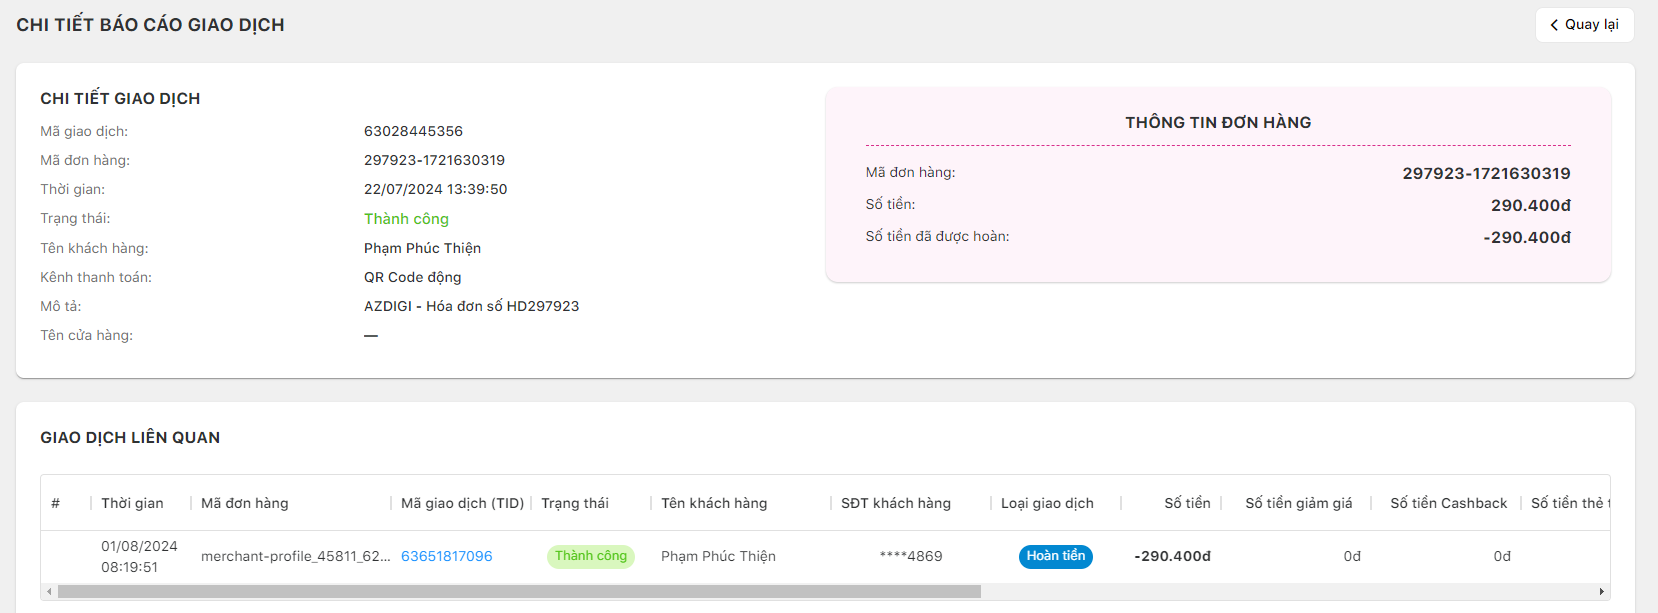 CHI TIẾT BÁO CÁO GIAO DỊCH
Quay lại
CHI TIẾT GIAO DỊCH
Mã giao dịch: 63028445356
Mã đơn hàng: 297923-1721630319
Thời gian: 22/07/2024 13:39:50
Trạng thái: Thành công
Tên khách hàng: Phạm Phúc Thiện
Kênh thanh toán: QR Code động
Mô tả: AZDIGI - Hóa đơn số HD297923
Tên cửa hàng: —
THÔNG TIN ĐƠN HÀNG
Mã đơn hàng: 297923-1721630319
Số tiền: 290.400đ
Số tiền đã được hoàn: -290.400đ
GIAO DỊCH LIÊN QUAN
# Thời gian Mã đơn hàng Mã giao dịch (TID) Trạng thái Tên khách hàng SĐT khách hàng Loại giao dịch Số tiền Số tiền giảm giá Số tiền Cashback Số tiền thẻ
01/08/2024
08:19:51
merchant-profile_45811_62... 63651817096 Thành công Phạm Phúc Thiện ****4869 Hoàn tiền -290.400đ 0đ 0đ